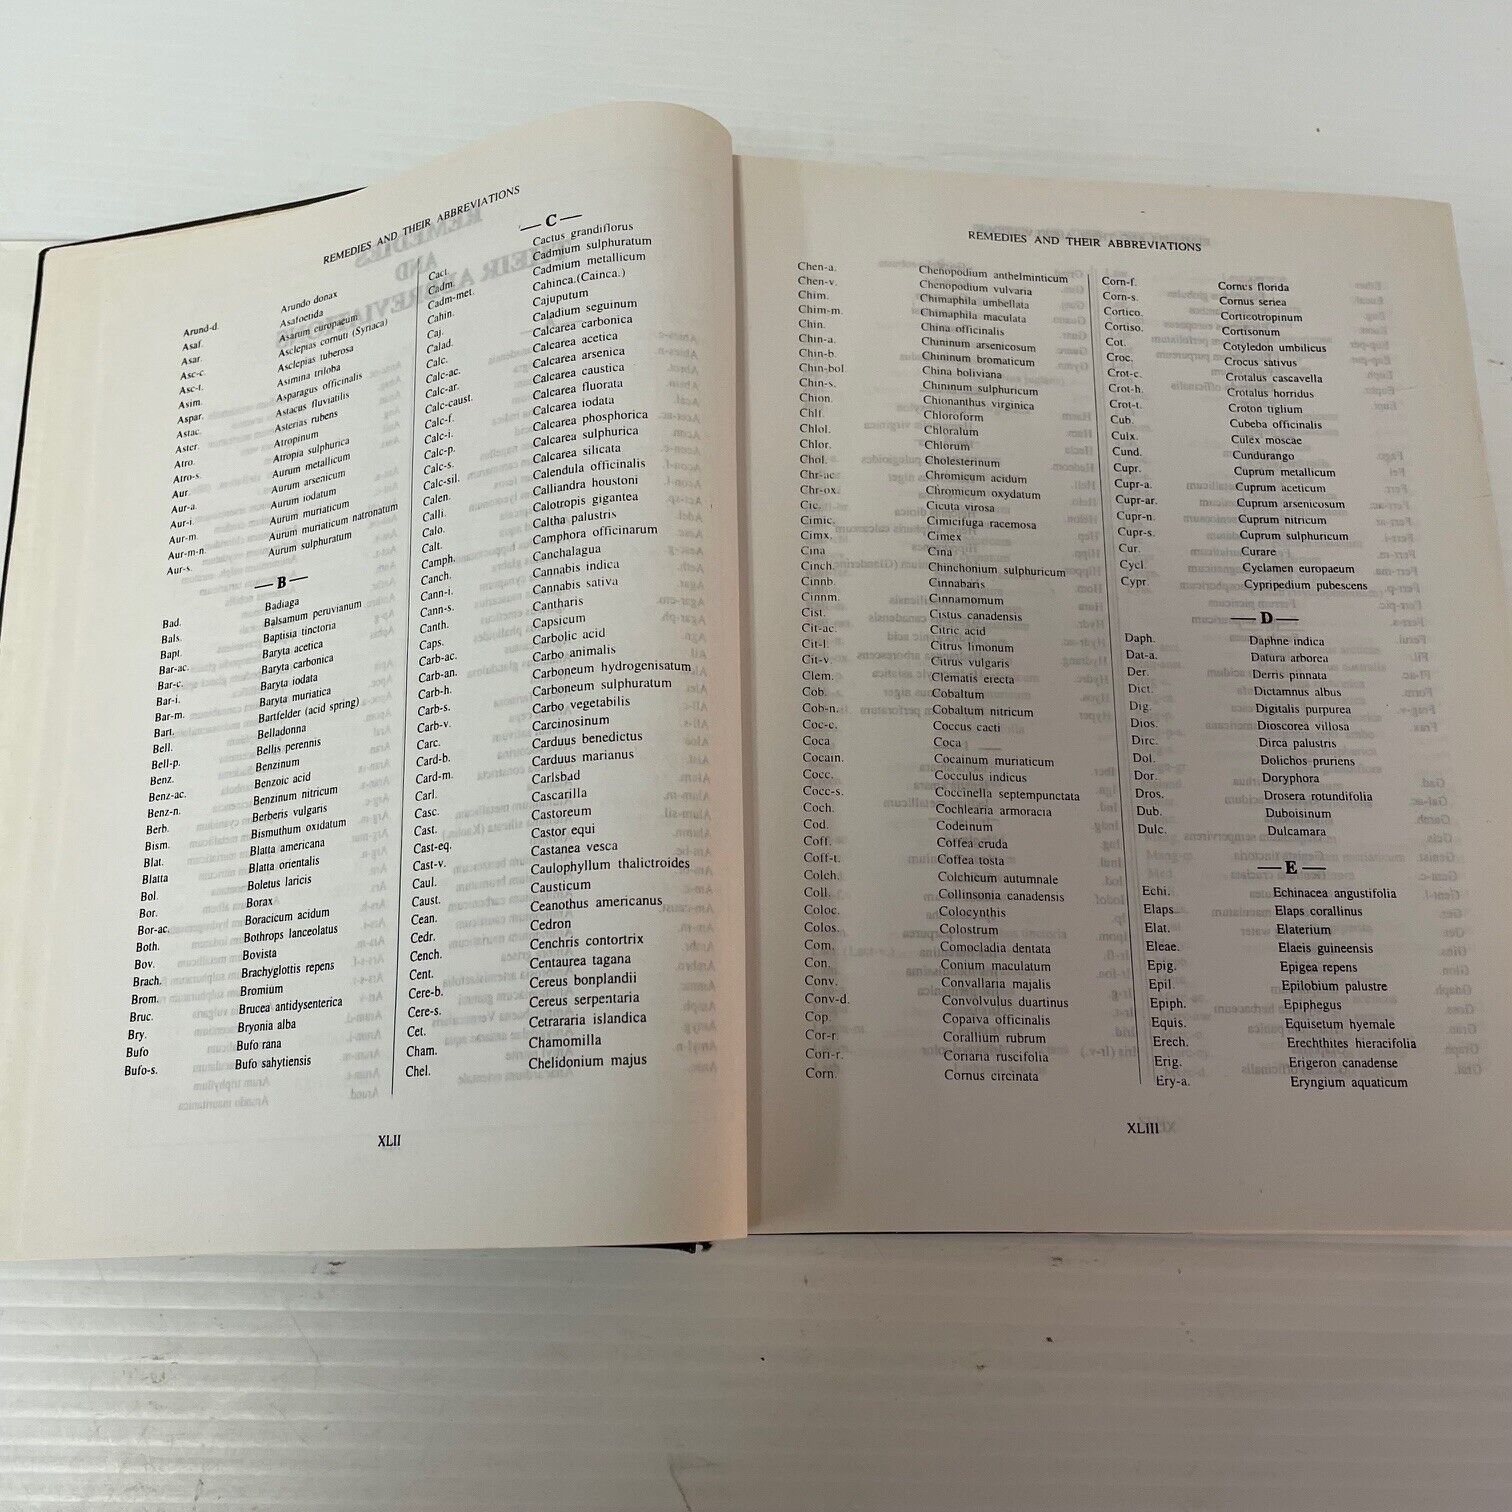 REMEDIES AND THEIR ABBREVIATIONS
Arund-d. Arundo donax
Asaf. Asafoetida
Asar. Asarum europaeum
Asc-c. Asclepias cornuti (Syriaca)
Asc-t. Asclepias tuberosa
Asim. Asimina triloba
Aspar. Asparagus officinalis
Astac. Astacus fluviatilis
Aster. Asterias rubens
Atro. Atropinum
Atro-s. Atropia sulphurica
Aur. Aurum metallicum
Aur-a. Aurum arsenicum
Aur-i. Aurum iodatum
Aur-m. Aurum muriaticum
Aur-m-n. Aurum muriaticum natronatum
Aur-s. Aurum sulphuratum
— B —
Bad. Badiaga
Bals. Balsamum peruvianum
Bapt. Baptisia tinctoria
Bar-ac. Baryta acetica
Bar-c. Baryta carbonica
Bar-i. Baryta iodata
Bar-m. Baryta muriatica
Bart. Bartfelder (acid spring)
Bell. Belladonna
Bell-p. Bellis perennis
Benz. Benzinum
Benz-ac. Benzoic acid
Benz-n. Benzinum nitricum
Berb. Berberis vulgaris
Bism. Bismuthum oxidatum
Blat. Blatta americana
Blatta Blatta orientalis
Bol. Boletus laricis
Bor. Borax
Bor-ac. Boracicum acidum
Both. Bothrops lanceolatus
Bov. Bovista
Brach. Brachyglottis repens
Brom. Bromium
Bruc. Brucea antidysenterica
Bry. Bryonia alba
Bufo Bufo rana
Bufo-s. Bufo sahytiensis
— C —
Cact. Cactus grandiflorus
Cadm. Cadmium sulphuratum
Cadm-met. Cadmium metallicum
Cahin. Cahinca.(Cainca.)
Caj. Cajuputum
Calad. Caladium seguinum
Calc. Calcarea carbonica
Calc-ac. Calcarea acetica
Calc-ar. Calcarea arsenica
Calc-caust. Calcarea caustica
Calc-f. Calcarea fluorata
Calc-i. Calcarea iodata
Calc-p. Calcarea phosphorica
Calc-s. Calcarea sulphurica
Calc-sil. Calcarea silicata
Calen. Calendula officinalis
Calli. Calliandra houstoni
Calo. Calotropis gigantea
Calt. Caltha palustris
Camph. Camphora officinarum
Canch. Canchalagua
Cann-i. Cannabis indica
Cann-s. Cannabis sativa
Canth. Cantharis
Caps. Capsicum
Carb-ac. Carbolic acid
Carb-an. Carbo animalis
Carb-h. Carboneum hydrogenisatum
Carb-s. Carboneum sulphuratum
Carb-v. Carbo vegetabilis
Carc. Carcinosinum
Card-b. Carduus benedictus
Card-m. Carduus marianus
Carl. Carlsbad
Casc. Cascarilla
Cast. Castoreum
Cast-eq. Castor equi
Cast-v. Castanea vesca
Caul. Caulophyllum thalictroides
Caust. Causticum
Cean. Ceanothus americanus
Cedr. Cedron
Cench. Cenchris contortrix
Cent. Centaurea tagana
Cere-b. Cereus bonplandii
Cere-s. Cereus serpentaria
Cet. Cetraria islandica
Cham. Chamomilla
Chel. Chelidonium majus
XLII
REMEDIES AND THEIR ABBREVIATIONS
Chen-a. Chenopodium anthelminticum
Chen-v. Chenopodium vulvaria
Chim. Chimaphila umbellata
Chim-m. Chimaphila maculata
Chin. China officinalis
Chin-a. Chininum arsenicosum
Chin-b. Chininum bromaticum
Chin-bol China boliviana
Chin-s. Chininum sulphuricum
Chion. Chionanthus virginica
Chlf. Chloroform
Chlol. Chloralum
Chlor. Chlorum
Chol. Cholesterinum
Chr-ac Chromicum acidum
Chr-ox. Chromicum oxydatum
Cic. Cicuta virosa
Cimic. Cimicifuga racemosa
Cimx. Cimex
Cina Cina
Cinch. Chinchonium sulphuricum
Cinnb. Cinnabaris
Cinnm. Cinnamomum
Cist. Cistus canadensis
Cit-ac. Citric acid
Cit-l. Citrus limonum
Cit-v. Citrus vulgaris
Clem. Clematis erecta
Cob. Cobaltum
Cob-n. Cobaltum nitricum
Coc-c. Coccus cacti
Coca Coca
Cocain. Cocainum muriaticum
Cocc. Cocculus indicus
Cocc-s. Coccinella septempunctata
Coch. Cochlearia armoracia
Cod. Codeinum
Coff. Coffea cruda
Coff-t. Coffea tosta
Colch. Colchicum autumnale
Coll. Collinsonia canadensis
Coloc. Colocynthis
Colos. Colostrum
Com. Comocladia dentata
Con. Conium maculatum
Conv. Convallaria majalis
Conv-d. Convolvulus duartinus
Cop. Copaiva officinalis
Cor-r. Corallium rubrum
Cori-r. Coriaria ruscifolia
Corn. Cornus circinata
Corn-f. Cornus florida
Corn-s. Cornus seriea
Cortico. Corticotropinum
Cortiso. Cortisonum
Cot. Cotyledon umbilicus
Croc. Crocus sativus
Crot-c. Crotalus cascavella
Crot-h. Crotalus horridus
Crot-t. Croton tiglium
Cub. Cubeba officinalis
Culx. Culex moscae
Cund. Cundurango
Cupr. Cuprum metallicum
Cupr-a. Cuprum aceticum
Cupr-ar. Cuprum arsenicosum
Cupr-n. Cuprum nitricum
Cupr-s. Cuprum sulphuricum
Cur. Curare
Cycl. Cyclamen europaeum
Cypr. Cypripedium pubescens
— D —
Daph. Daphne indica
Dat-a. Datura arborea
Der. Derris pinnata
Dict. Dictamnus albus
Dig. Digitalis purpurea
Dios. Dioscorea villosa
Dirc. Dirca palustris
Dol. Dolichos pruriens
Dor. Doryphora
Dros. Drosera rotundifolia
Dub. Duboisinum
Dulc. Dulcamara
— E —
Echi. Echinacea angustifolia
Elaps Elaps corallinus
Elat. Elaterium
Eleae. Elaeis guineensis
Epig. Epigea repens
Epil. Epilobium palustre
Epiph. Epiphegus
Equis. Equisetum hyemale
Erech. Erechthites hieracifolia
Erig. Erigeron canadense
Ery-a. Eryngium aquaticum
XLIII